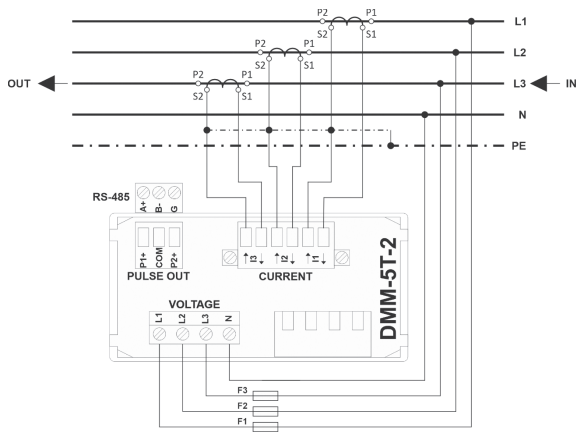 P2 P1 L1
S2 S1
P2 P1 L2
S2 S1
P2 P1
OUT L3 IN
S2 S1
N
PE
RS-485 A+ B- G
P1+ COM P2+
PULSE OUT
I3 I2 I1
CURRENT
DMM-5T-2
VOLTAGE
L1 L2 L3 N
F3
F2
F1